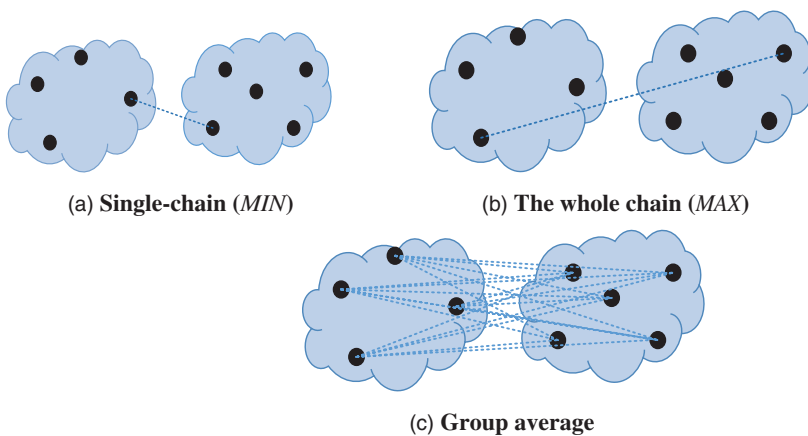 (a) Single-chain (MIN)
(b) The whole chain (MAX)
(c) Group average